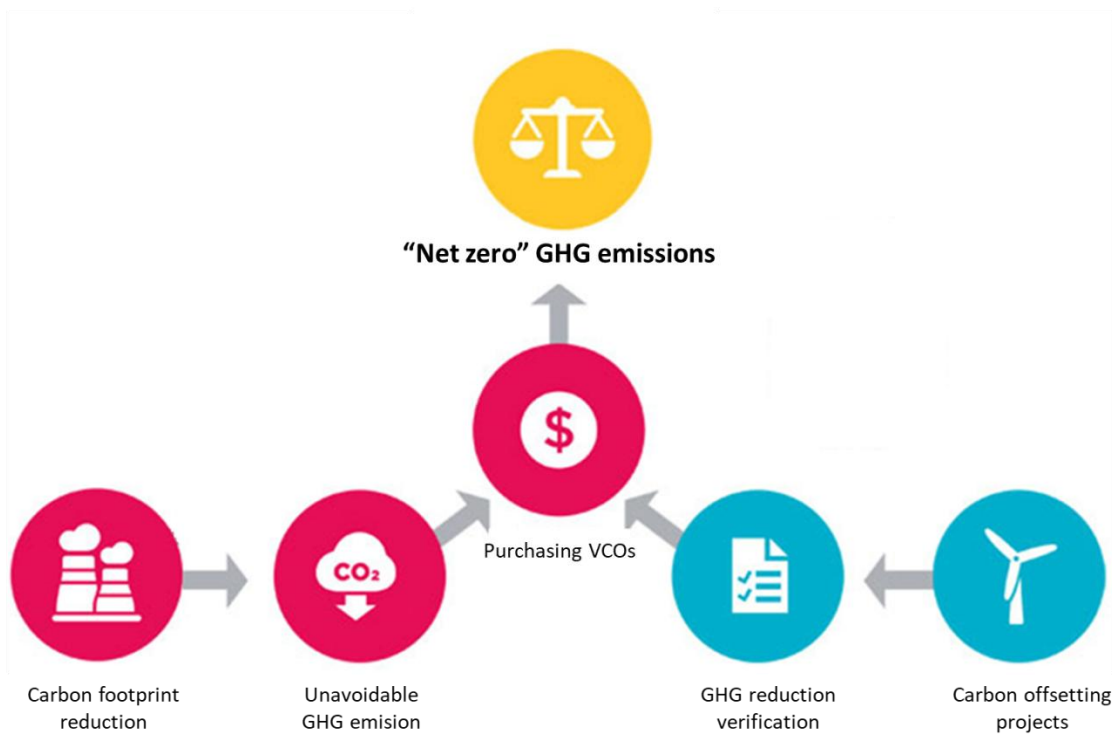 “Net zero” GHG emissions
$
Purchasing VCOs
CO₂
Carbon footprint
reduction
Unavoidable
GHG emision
GHG reduction
verification
Carbon offsetting
projects